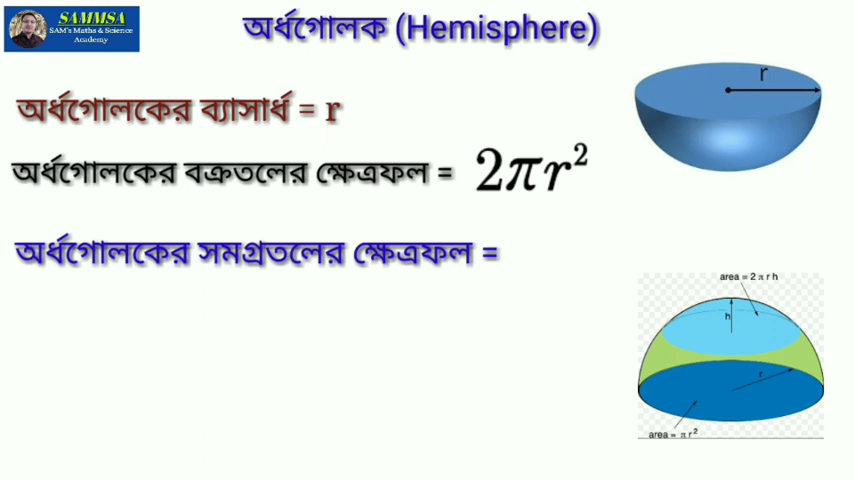 SAMMSA
SAM's Maths & Science
Academy
অর্ধগোলক (Hemisphere)
r
অর্ধগোলকের ব্যাসার্ধ = r
অর্ধগোলকের বক্রতলের ক্ষেত্রফল = 2πr²
অর্ধগোলকের সমগ্রতলের ক্ষেত্রফল =
area = 2 π r h
h
r
area = π r²